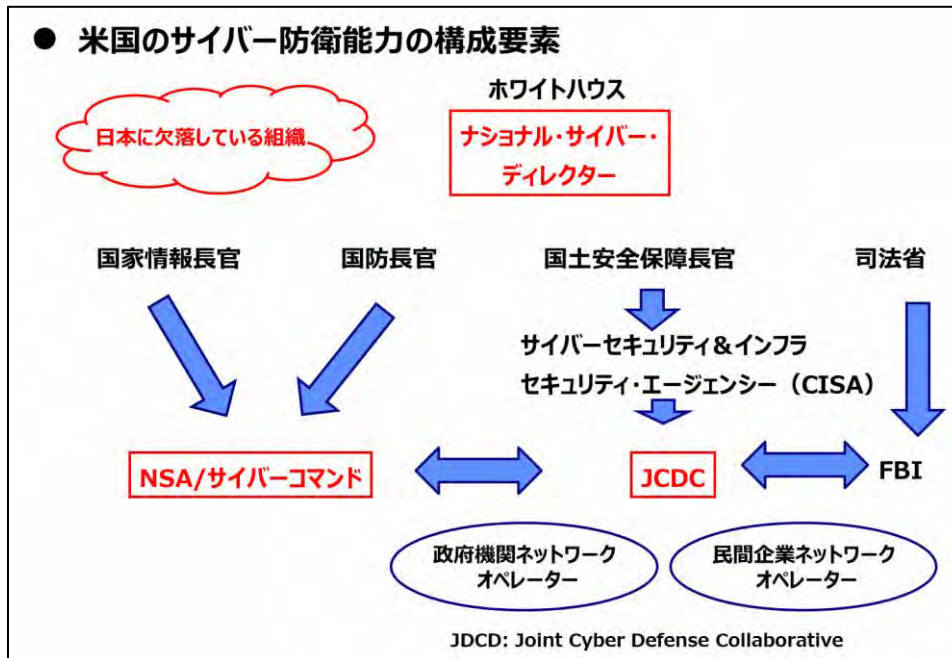 ● 米国のサイバー防衛能力の構成要素
日本に欠落している組織
ホワイトハウス
ナショナル・サイバー・
ディレクター
国家情報長官
国防長官
国土安全保障長官
司法省
サイバーセキュリティ&インフラ
セキュリティ・エージェンシー（CISA）
NSA/サイバーコマンド
JCDC
FBI
政府機関ネットワーク
オペレーター
民間企業ネットワーク
オペレーター
JDCD: Joint Cyber Defense Collaborative